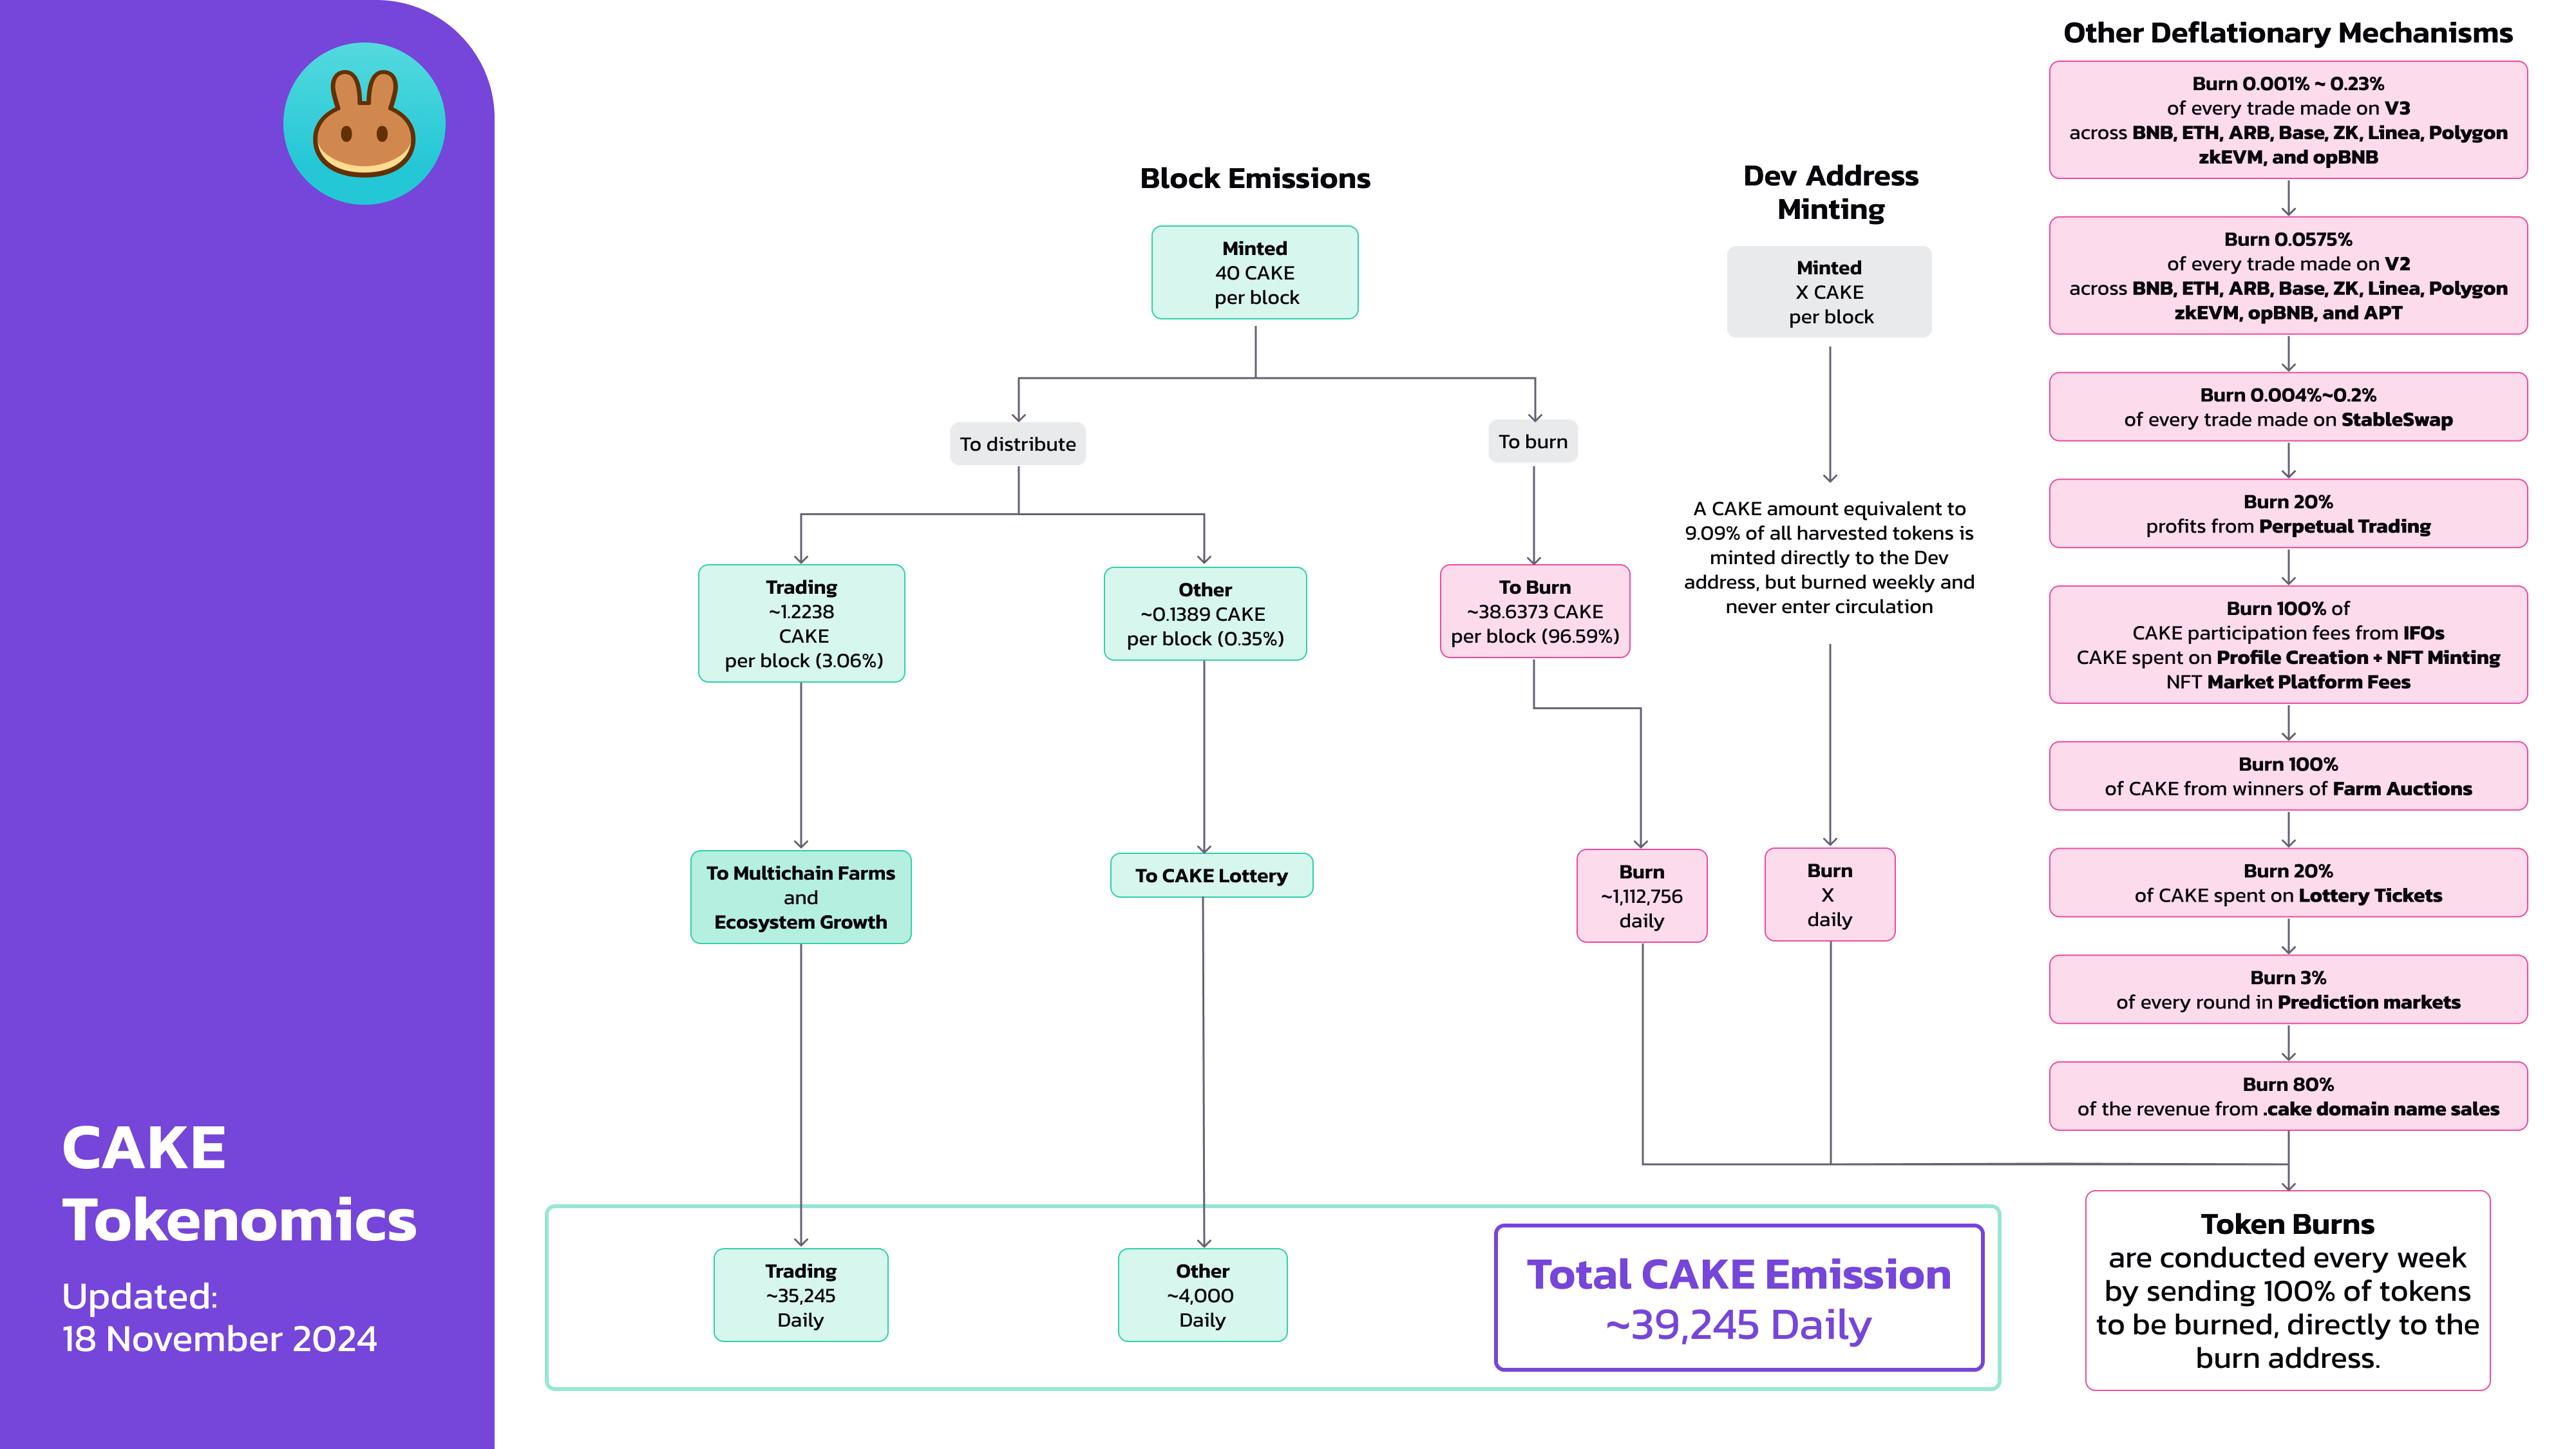 CAKE
Tokenomics
Updated:
18 November 2024
Block Emissions
Minted
40 CAKE
per block
To distribute
To burn
Trading
~1.2238
CAKE
per block (3.06%)
Other
~0.1389 CAKE
per block (0.35%)
To Burn
~38.6373 CAKE
per block (96.59%)
To Multichain Farms
and
Ecosystem Growth
To CAKE Lottery
Burn
~1,112,756
daily
Trading
~35,245
Daily
Other
~4,000
Daily
Total CAKE Emission
~39,245 Daily
Dev Address
Minting
Minted
X CAKE
per block
A CAKE amount equivalent to
9.09% of all harvested tokens is
minted directly to the Dev
address, but burned weekly and
never enter circulation
Burn
X
daily
Other Deflationary Mechanisms
Burn 0.001% ~ 0.23%
of every trade made on V3
across BNB, ETH, ARB, Base, ZK, Linea, Polygon
zkEVM, and opBNB
Burn 0.0575%
of every trade made on V2
across BNB, ETH, ARB, Base, ZK, Linea, Polygon
zkEVM, opBNB, and APT
Burn 0.004%~0.2%
of every trade made on StableSwap
Burn 20%
profits from Perpetual Trading
Burn 100% of
CAKE participation fees from IFOs
CAKE spent on Profile Creation + NFT Minting
NFT Market Platform Fees
Burn 100%
of CAKE from winners of Farm Auctions
Burn 20%
of CAKE spent on Lottery Tickets
Burn 3%
of every round in Prediction markets
Burn 80%
of the revenue from .cake domain name sales
Token Burns
are conducted every week
by sending 100% of tokens
to be burned, directly to the
burn address.